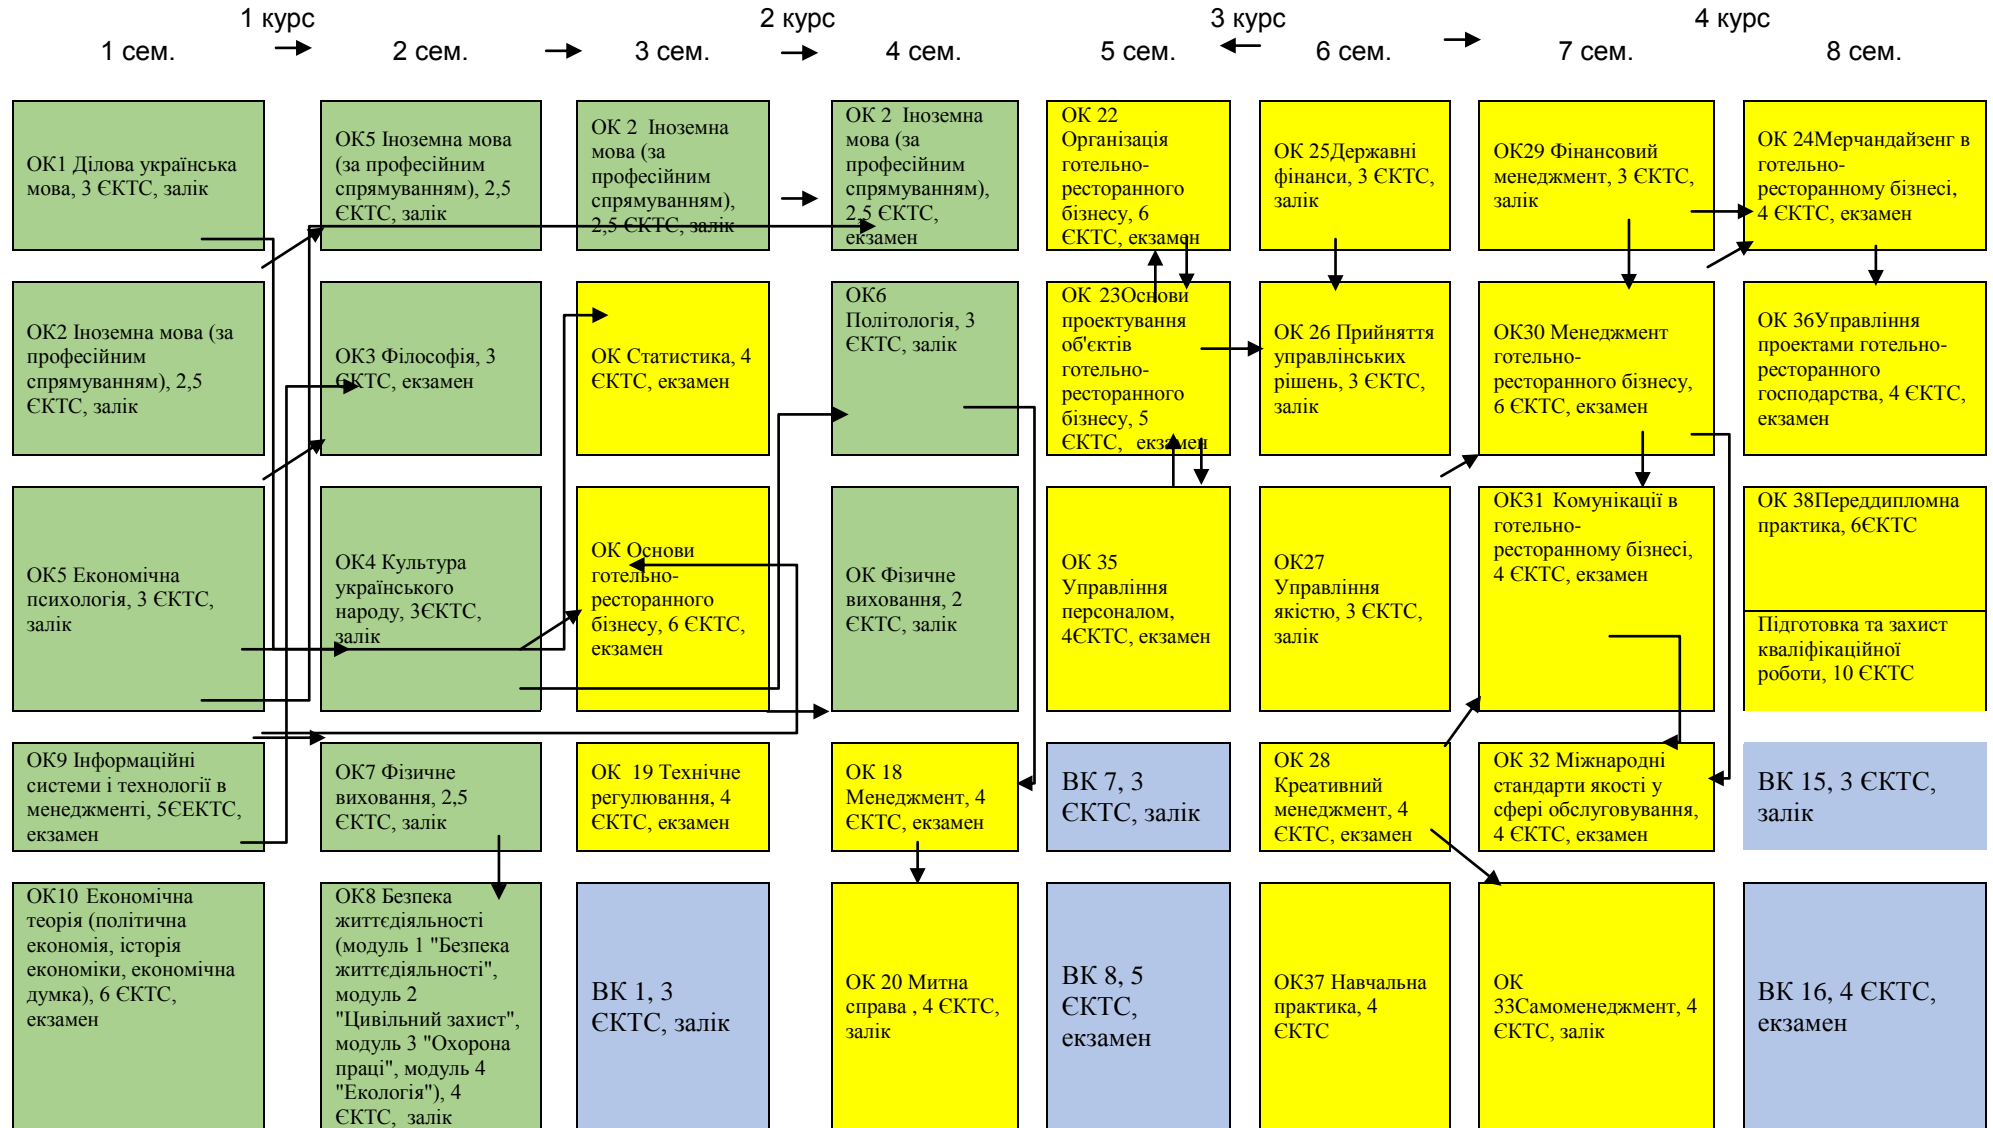 1 курс
2 курс
3 курс
4 курс
1 сем.
2 сем.
3 сем.
4 сем.
5 сем.
6 сем.
7 сем.
8 сем.
ОК1 Ділова українська
мова, 3 ЄКТС, залік
ОК5 Іноземна мова
(за професійним
спрямуванням), 2,5
ЄКТС, залік
ОК 2 Іноземна
мова (за
професійним
спрямуванням),
2,5 ЄКТС, залік
ОК 2 Іноземна
мова (за
професійним
спрямуванням),
2,5 ЄКТС,
екзамен
ОК 22
Організація
готельно-
ресторанного
бізнесу, 6
ЄКТС, екзамен
ОК 25Державні
фінанси, 3 ЄКТС,
залік
ОК29 Фінансовий
менеджмент, 3 ЄКТС,
залік
ОК 24Мерчандайзенг в
готельно-
ресторанному бізнесі,
4 ЄКТС, екзамен
ОК2 Іноземна мова (за
професійним
спрямуванням), 2,5
ЄКТС, залік
ОК3 Філософія, 3
ЄКТС, екзамен
ОК Статистика, 4
ЄКТС, екзамен
ОК6
Політологія, 3
ЄКТС, залік
ОК 23Основи
проектування
об'єктів
готельно-
ресторанного
бізнесу, 5
ЄКТС, екзамен
ОК 26 Прийняття
управлінських
рішень, 3 ЄКТС,
залік
ОК30 Менеджмент
готельно-
ресторанного бізнесу,
6 ЄКТС, екзамен
ОК 36Управління
проектами готельно-
ресторанного
господарства, 4 ЄКТС,
екзамен
ОК5 Економічна
психологія, 3 ЄКТС,
залік
ОК4 Культура
українського
народу, 3ЄКТС,
залік
ОК Основи
готельно-
ресторанного
бізнесу, 6 ЄКТС,
екзамен
ОК Фізичне
виховання, 2
ЄКТС, залік
ОК 35
Управління
персоналом,
4ЄКТС, екзамен
ОК27
Управління
якістю, 3 ЄКТС,
залік
ОК31 Комунікації в
готельно-
ресторанному бізнесі,
4 ЄКТС, екзамен
ОК 38Переддипломна
практика, 6ЄКТС
Підготовка та захист
кваліфікаційної
роботи, 10 ЄКТС
ОК9 Інформаційні
системи і технології в
менеджменті, 5ЄЕКТС,
екзамен
ОК7 Фізичне
виховання, 2,5
ЄКТС, залік
ОК 19 Технічне
регулювання, 4
ЄКТС, екзамен
ОК 18
Менеджмент, 4
ЄКТС, екзамен
ВК 7, 3
ЄКТС, залік
ОК 28
Креативний
менеджмент, 4
ЄКТС, екзамен
ОК 32 Міжнародні
стандарти якості у
сфері обслуговування,
4 ЄКТС, екзамен
ВК 15, 3 ЄКТС,
залік
ОК10 Економічна
теорія (політична
економія, історія
економіки, економічна
думка), 6 ЄКТС,
екзамен
ОК8 Безпека
життєдіяльності
(модуль 1 "Безпека
життєдіяльності",
модуль 2
"Цивільний захист",
модуль 3 "Охорона
праці", модуль 4
"Екологія"), 4
ЄКТС, залік
ВК 1, 3
ЄКТС, залік
ОК 20 Митна
справа , 4 ЄКТС,
залік
ВК 8, 5
ЄКТС,
екзамен
ОК37 Навчальна
практика, 4
ЄКТС
ОК
33Самоменеджмент, 4
ЄКТС, залік
ВК 16, 4 ЄКТС,
екзамен